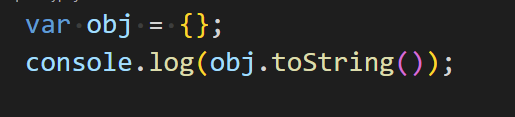 var obj = {};
console.log(obj.toString());